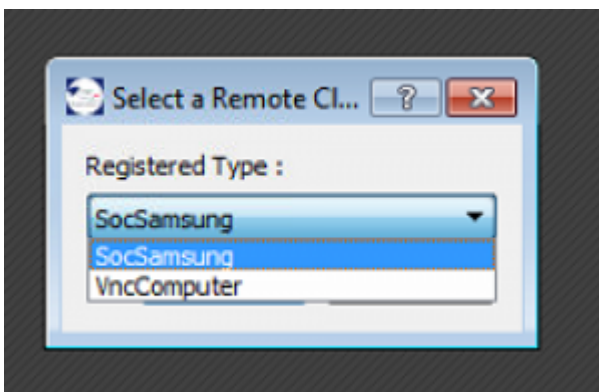 Select a Remote Cl...
Registered Type :
SocSamsung
SocSamsung
VncComputer